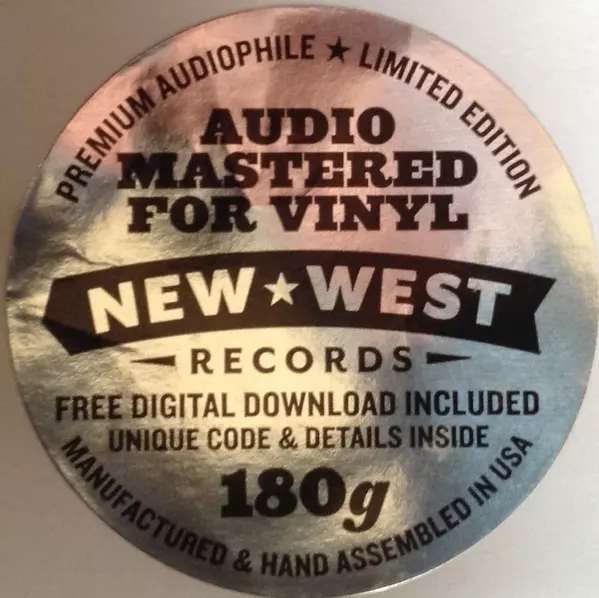 PREMIUM AUDIOPHILE ★ LIMITED EDITION
AUDIO
MASTERED
FOR VINYL
NEW ★ WEST
RECORDS
FREE DIGITAL DOWNLOAD INCLUDED
UNIQUE CODE & DETAILS INSIDE
180g
MANUFACTURED & HAND ASSEMBLED IN USA